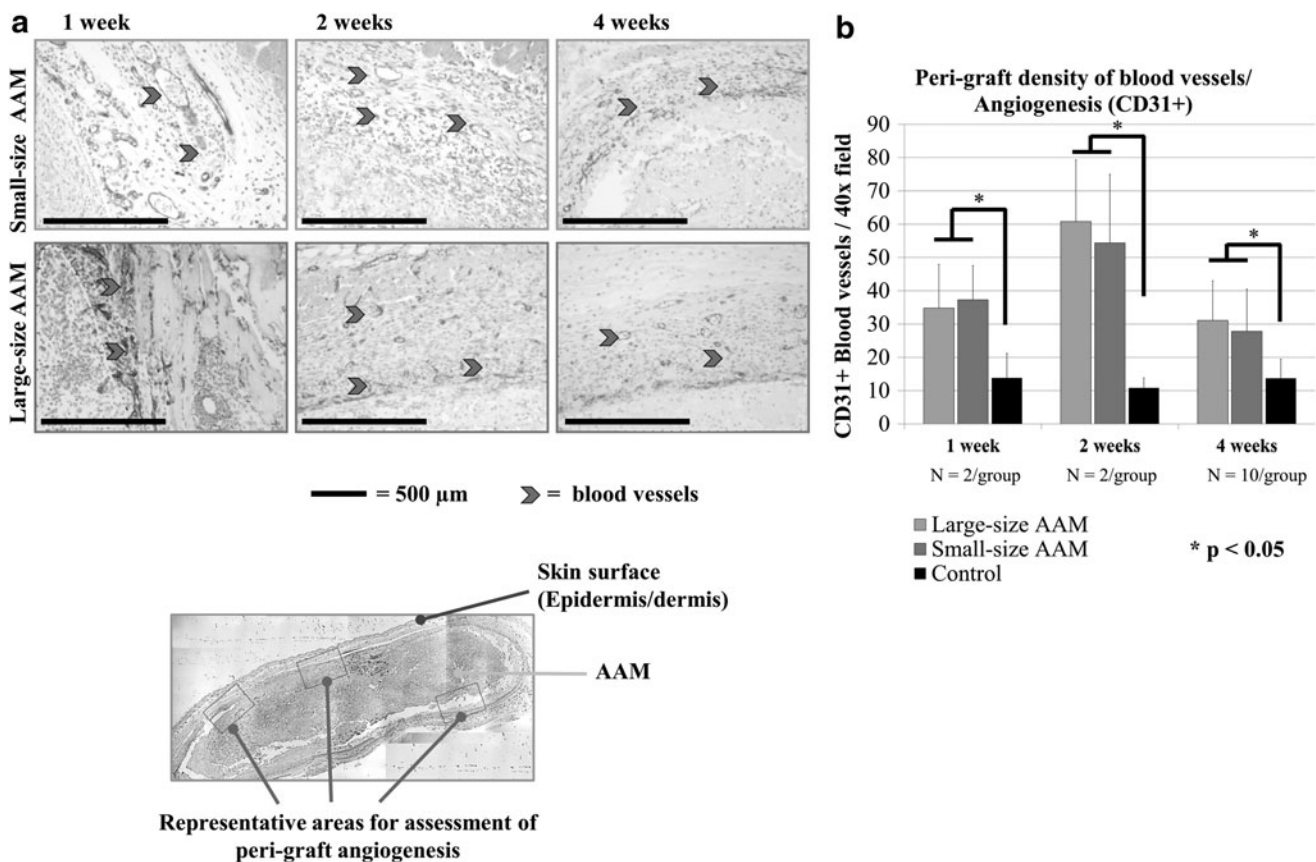 a
1 week
2 weeks
4 weeks
Small-size AAM
Large-size AAM
= 500 µm
= blood vessels
Skin surface
(Epidermis/dermis)
AAM
Representative areas for assessment of
peri-graft angiogenesis
b
Peri-graft density of blood vessels/
Angiogenesis (CD31+)
CD31+ Blood vessels / 40x field
90
80
70
60
50
40
30
20
10
0
*
*
*
1 week
2 weeks
4 weeks
N = 2/group
N = 2/group
N = 10/group
Large-size AAM
Small-size AAM
Control
* p < 0.05